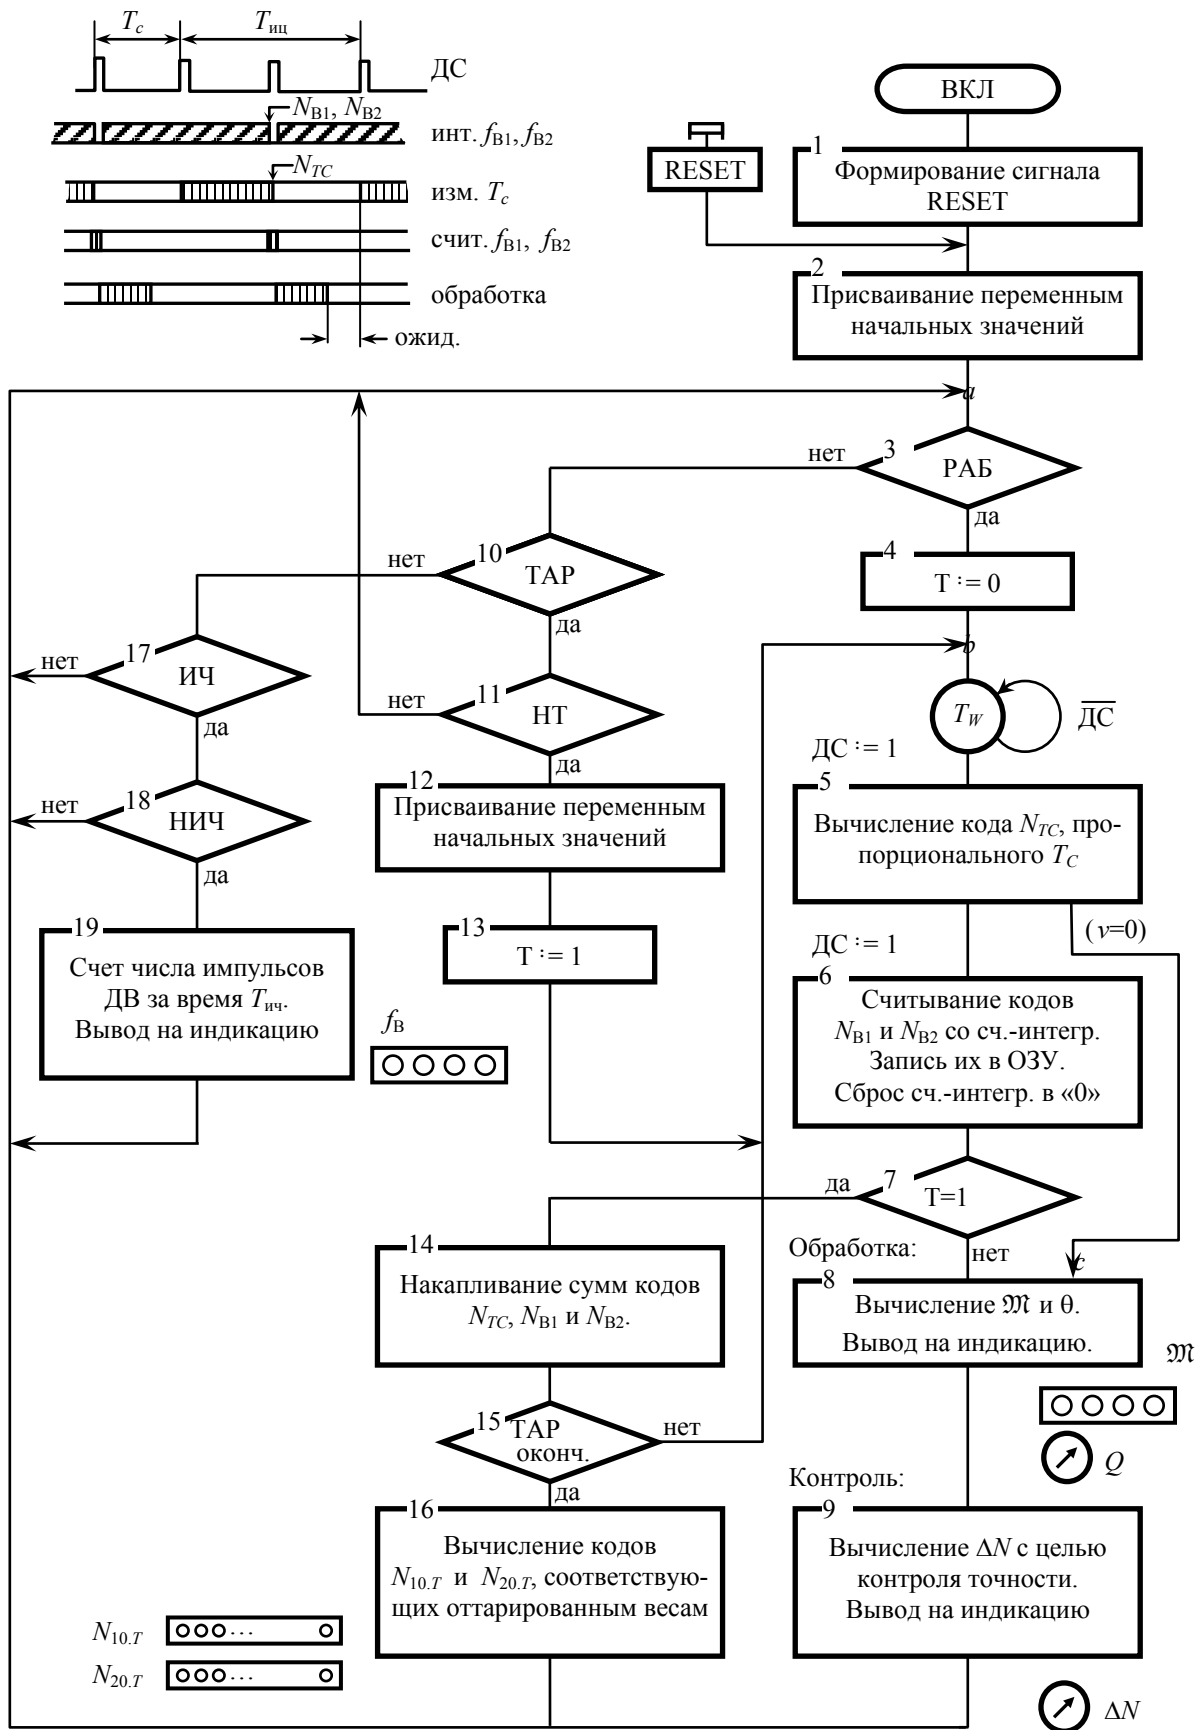 T_c
T_иц
ДС
N_В1, N_В2
инт. f_В1, f_В2
N_TC
изм. T_c
счит. f_В1, f_В2
обработка
ожид.
ВКЛ
RESET
1
Формирование сигнала
RESET
2
Присваивание переменным
начальных значений
a
3
РАБ
нет
да
4
T := 0
b
T_W
ДС̅
ДС := 1
5
Вычисление кода N_TC, про-
порционального T_C
(v=0)
ДС := 1
6
Считывание кодов
N_В1 и N_В2 со сч.-интегр.
Запись их в ОЗУ.
Сброс сч.-интегр. в «0»
7
T=1
да
нет
Обработка:
c
8
Вычисление 𝔐 и θ.
Вывод на индикацию.
𝔐
Q
Контроль:
9
Вычисление ΔN с целью
контроля точности.
Вывод на индикацию
ΔN
10
ТАР
нет
да
11
НТ
нет
да
12
Присваивание переменным
начальных значений
13
T := 1
14
Накапливание сумм кодов
N_TC, N_В1 и N_В2.
15
ТАР
оконч.
нет
да
16
Вычисление кодов
N_10.T и N_20.T, соответствую-
щих оттарированным весам
17
ИЧ
нет
да
18
НИЧ
нет
да
19
Счет числа импульсов
ДВ за время T_ич.
Вывод на индикацию
f_В
N_10.T
...
N_20.T
...